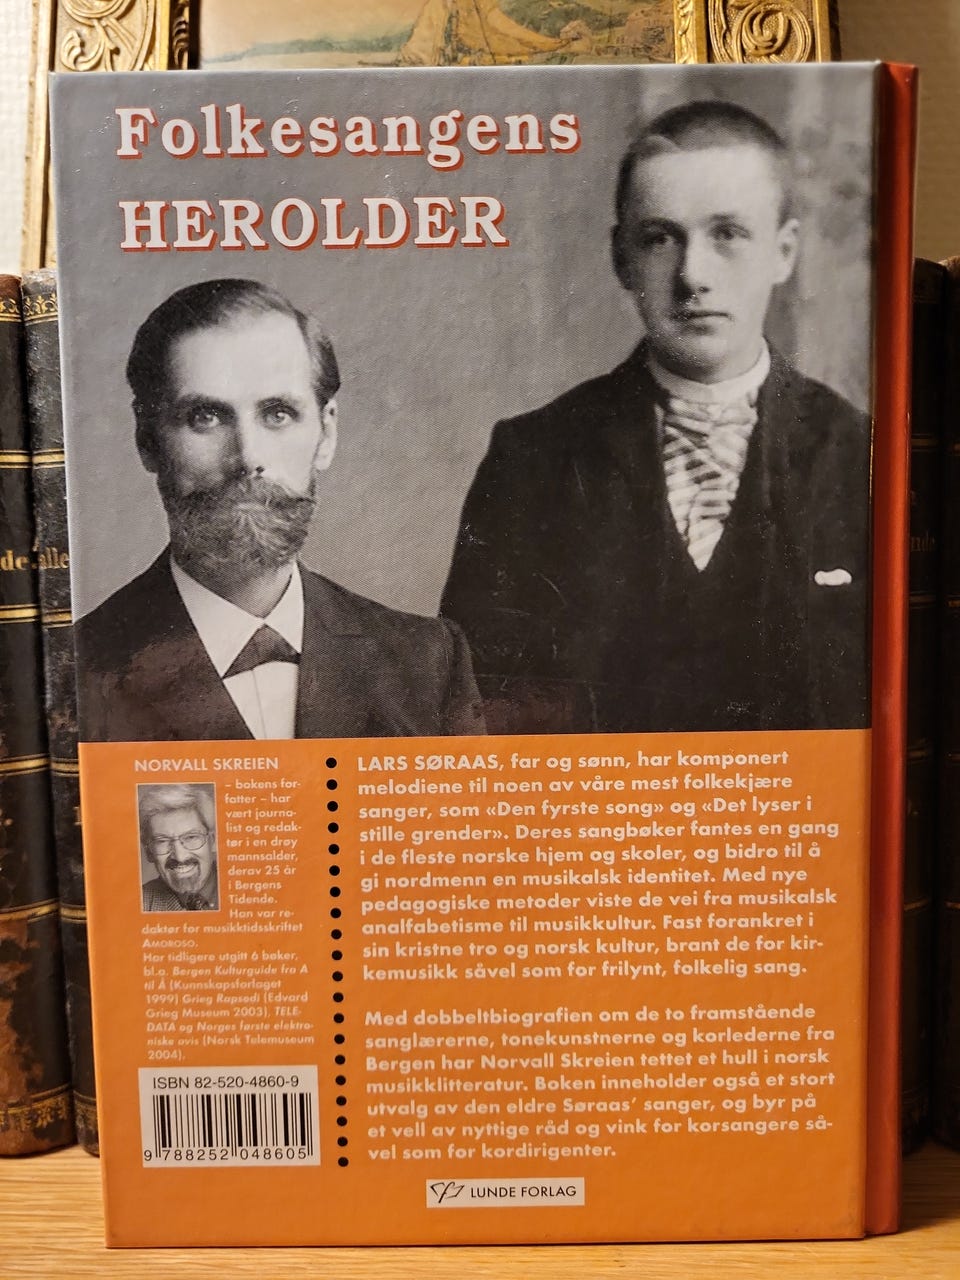 Folkesangens
HEROLDER
NORVALL SKREIEN
– bokens for-
fatter – har
vært journa-
list og redak-
tør i en drøy
mannsalder,
derav 25 år
i Bergens
Tidende.
Han var re-
daktør for musikktidsskriftet
AMOROSO.
Har tidligere utgitt 6 bøker,
bl.a. Bergen Kulturguide fra A
til Å (Kunnskapsforlaget
1999) Grieg Rapsodi (Edvard
Grieg Museum 2003), TELE-
DATA og Norges første elektro-
niske avis (Norsk Telemuseum
2004).
ISBN 82-520-4860-9
9 788252 048605
LARS SØRAAS, far og sønn, har komponert
melodiene til noen av våre mest folkekjære
sanger, som «Den fyrste song» og «Det lyser i
stille grender». Deres sangbøker fantes en gang
i de fleste norske hjem og skoler, og bidro til å
gi nordmenn en musikalsk identitet. Med nye
pedagogiske metoder viste de vei fra musikalsk
analfabetisme til musikkultur. Fast forankret i
sin kristne tro og norsk kultur, brant de for kir-
kemusikk såvel som for frilynt, folkelig sang.
Med dobbeltbiografien om de to framstående
sanglærerne, tonekunstnerne og korlederne fra
Bergen har Norvall Skreien tettet et hull i norsk
musikklitteratur. Boken inneholder også et stort
utvalg av den eldre Søraas’ sanger, og byr på
et vell av nyttige råd og vink for korsangere så-
vel som for kordirigenter.
LUNDE FORLAG